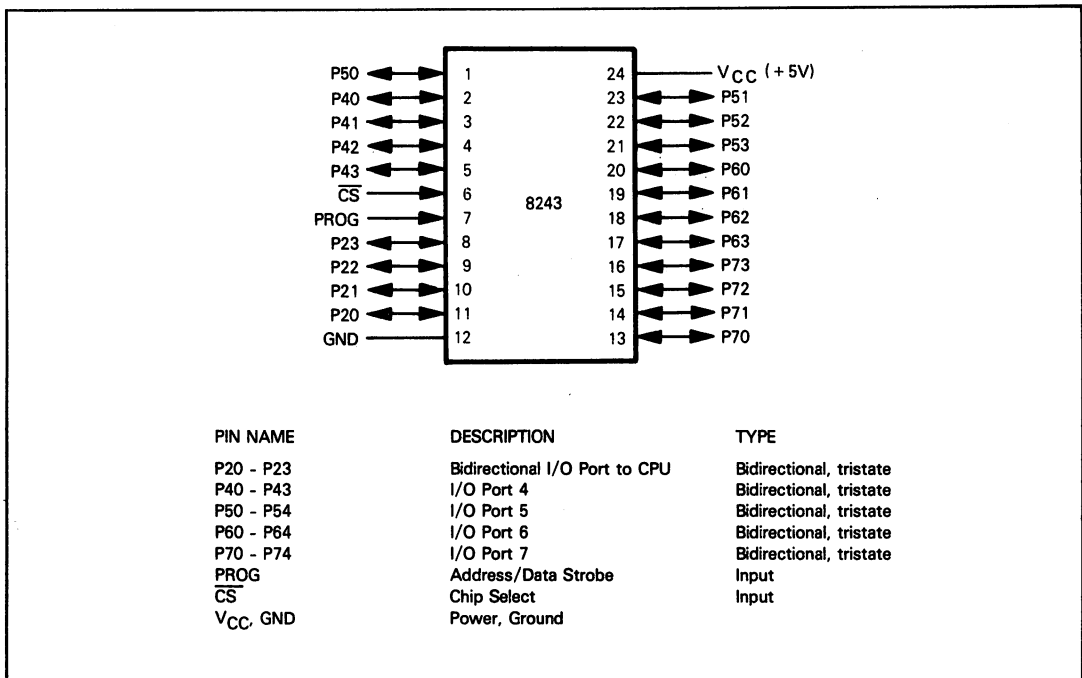 P50 1 24 VCC (+5V)
P40 2 23 P51
P41 3 22 P52
P42 4 21 P53
P43 5 20 P60
CS 6 19 P61
8243
PROG 7 18 P62
P23 8 17 P63
P22 9 16 P73
P21 10 15 P72
P20 11 14 P71
GND 12 13 P70
PIN NAME DESCRIPTION TYPE
P20 - P23 Bidirectional I/O Port to CPU Bidirectional, tristate
P40 - P43 I/O Port 4 Bidirectional, tristate
P50 - P54 I/O Port 5 Bidirectional, tristate
P60 - P64 I/O Port 6 Bidirectional, tristate
P70 - P74 I/O Port 7 Bidirectional, tristate
PROG Address/Data Strobe Input
CS Chip Select Input
VCC, GND Power, Ground